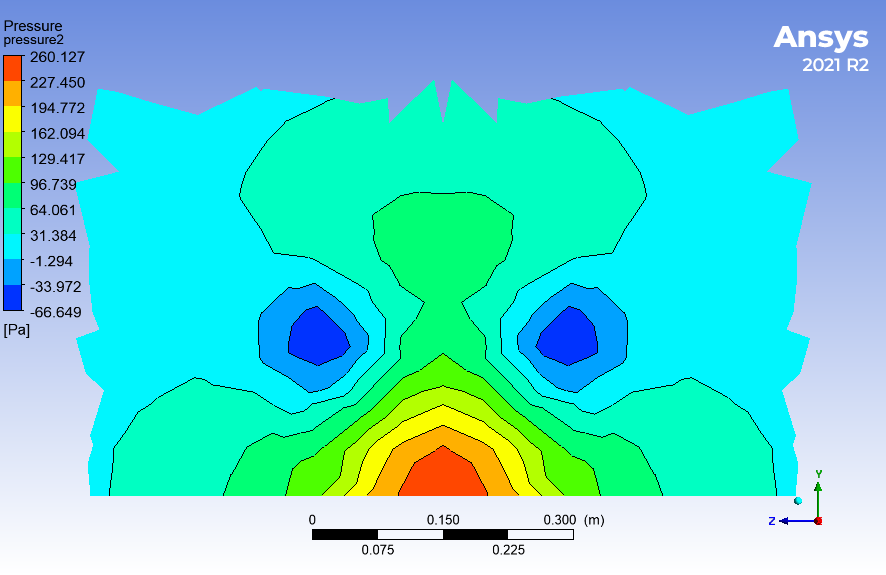 Pressure
pressure2
260.127
227.450
194.772
162.094
129.417
96.739
64.061
31.384
-1.294
-33.972
-66.649
[Pa]
Ansys
2021 R2
0 0.150 0.300 (m)
0.075 0.225
Y
Z